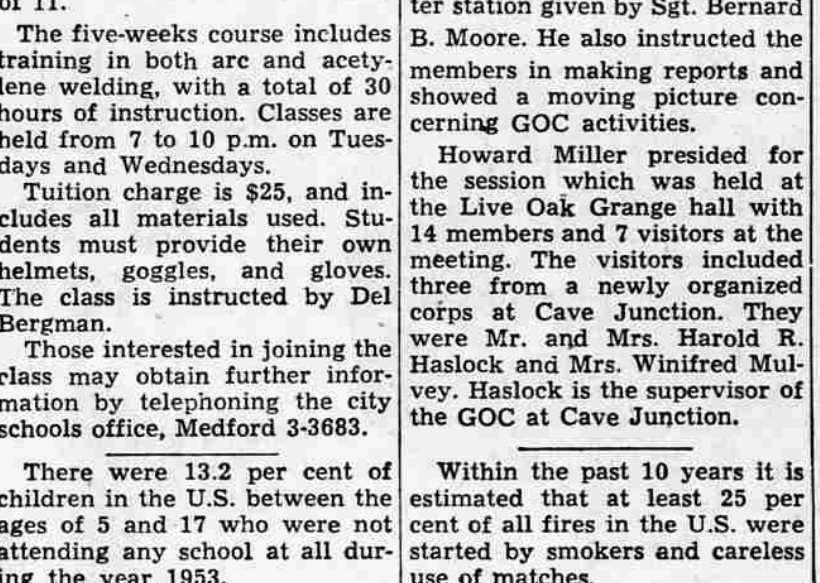 of 11.
The five-weeks course includes
training in both arc and acety-
lene welding, with a total of 30
hours of instruction. Classes are
held from 7 to 10 p.m. on Tues-
days and Wednesdays.
Tuition charge is $25, and in-
cludes all materials used. Stu-
dents must provide their own
helmets, goggles, and gloves.
The class is instructed by Del
Bergman.
Those interested in joining the
class may obtain further infor-
mation by telephoning the city
schools office, Medford 3-3683.
There were 13.2 per cent of
children in the U.S. between the
ages of 5 and 17 who were not
attending any school at all dur-
ing the year 1953.
ter station given by Sgt. Bernard
B. Moore. He also instructed the
members in making reports and
showed a moving picture con-
cerning GOC activities.
Howard Miller presided for
the session which was held at
the Live Oak Grange hall with
14 members and 7 visitors at the
meeting. The visitors included
three from a newly organized
corps at Cave Junction. They
were Mr. and Mrs. Harold R.
Haslock and Mrs. Winifred Mul-
vey. Haslock is the supervisor of
the GOC at Cave Junction.
Within the past 10 years it is
estimated that at least 25 per
cent of all fires in the U.S. were
started by smokers and careless
use of matches.